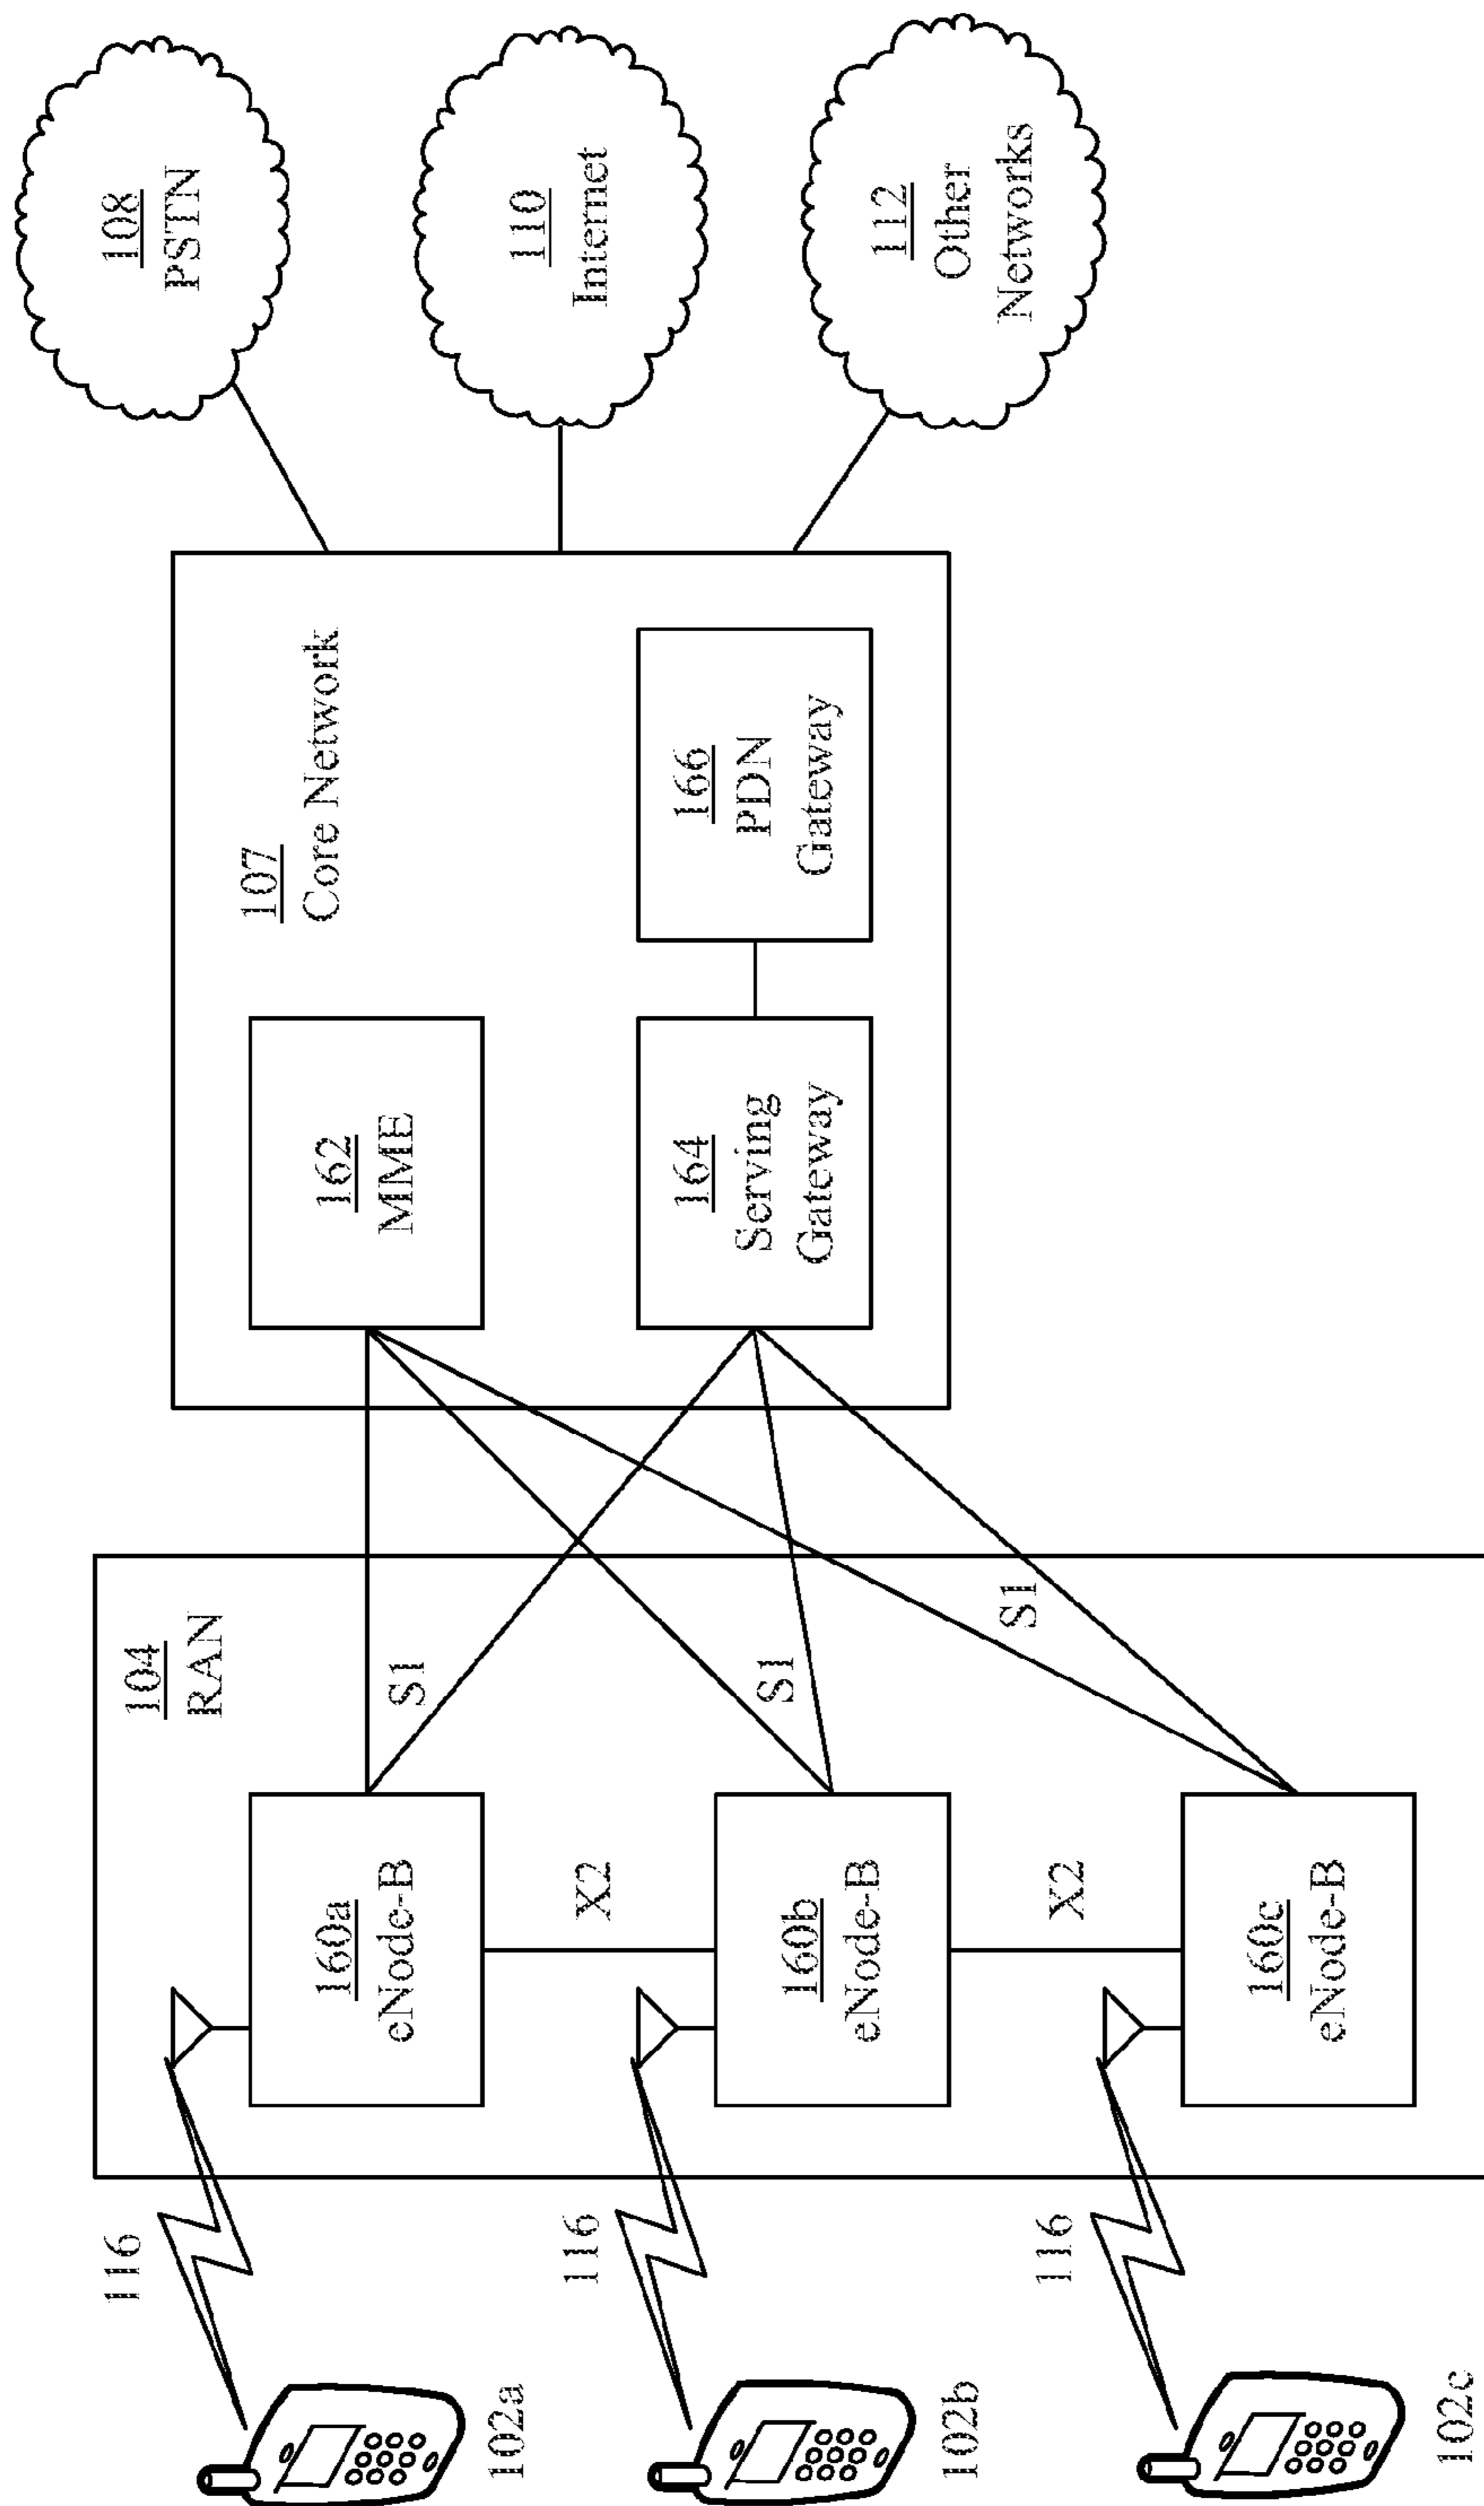 108
PSTN
110
Internet
112
Other
Networks
107
Core Network
162
MME
164
Serving
Gateway
166
PDN
Gateway
104
RAN
S1
S1
S1
160a
eNode-B
X2
160b
eNode-B
X2
160c
eNode-B
116
116
116
102a
102b
102c